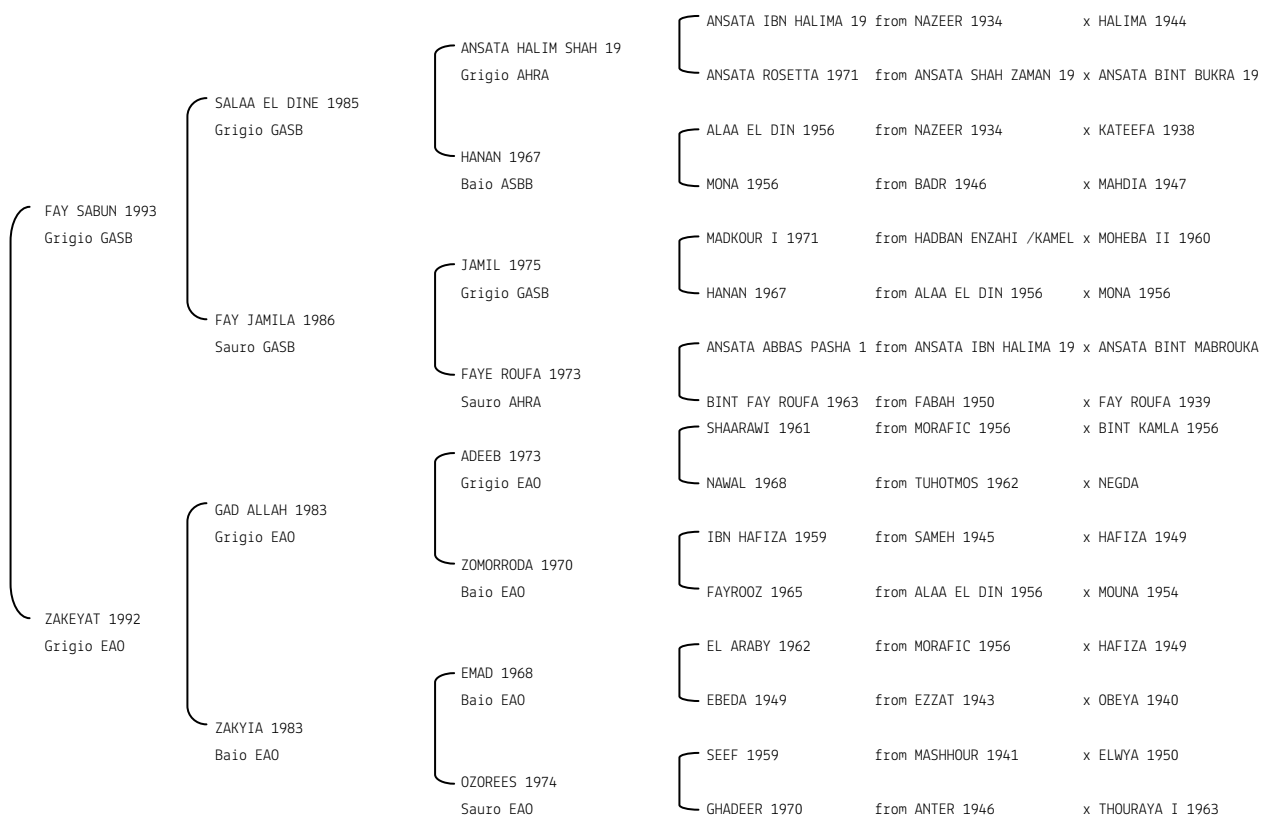 ANSATA IBN HALIMA 19 from NAZEER 1934 x HALIMA 1944
ANSATA HALIM SHAH 19
Grigio AHRA
ANSATA ROSETTA 1971 from ANSATA SHAH ZAMAN 19 x ANSATA BINT BUKRA 19
SALAA EL DINE 1985
Grigio GASB
ALAA EL DIN 1956 from NAZEER 1934 x KATEEFA 1938
HANAN 1967
Baio ASBB
MONA 1956 from BADR 1946 x MAHDIA 1947
FAY SABUN 1993
Grigio GASB
MADKOUR I 1971 from HADBAN ENZAHI /KAMEL x MOHEBA II 1960
JAMIL 1975
Grigio GASB
HANAN 1967 from ALAA EL DIN 1956 x MONA 1956
FAY JAMILA 1986
Sauro GASB
ANSATA ABBAS PASHA 1 from ANSATA IBN HALIMA 19 x ANSATA BINT MABROUKA
FAYE ROUFA 1973
Sauro AHRA
BINT FAY ROUFA 1963 from FABAH 1950 x FAY ROUFA 1939
SHAARAWI 1961 from MORAFIC 1956 x BINT KAMLA 1956
ADEEB 1973
Grigio EAO
NAWAL 1968 from TUHOTMOS 1962 x NEGDA
GAD ALLAH 1983
Grigio EAO
IBN HAFIZA 1959 from SAMEH 1945 x HAFIZA 1949
ZOMORRODA 1970
Baio EAO
FAYROOZ 1965 from ALAA EL DIN 1956 x MOUNA 1954
ZAKEYAT 1992
Grigio EAO
EL ARABY 1962 from MORAFIC 1956 x HAFIZA 1949
EMAD 1968
Baio EAO
EBEDA 1949 from EZZAT 1943 x OBEYA 1940
ZAKYIA 1983
Baio EAO
SEEF 1959 from MASHHOUR 1941 x ELWYA 1950
OZOREES 1974
Sauro EAO
GHADEER 1970 from ANTER 1946 x THOURAYA I 1963